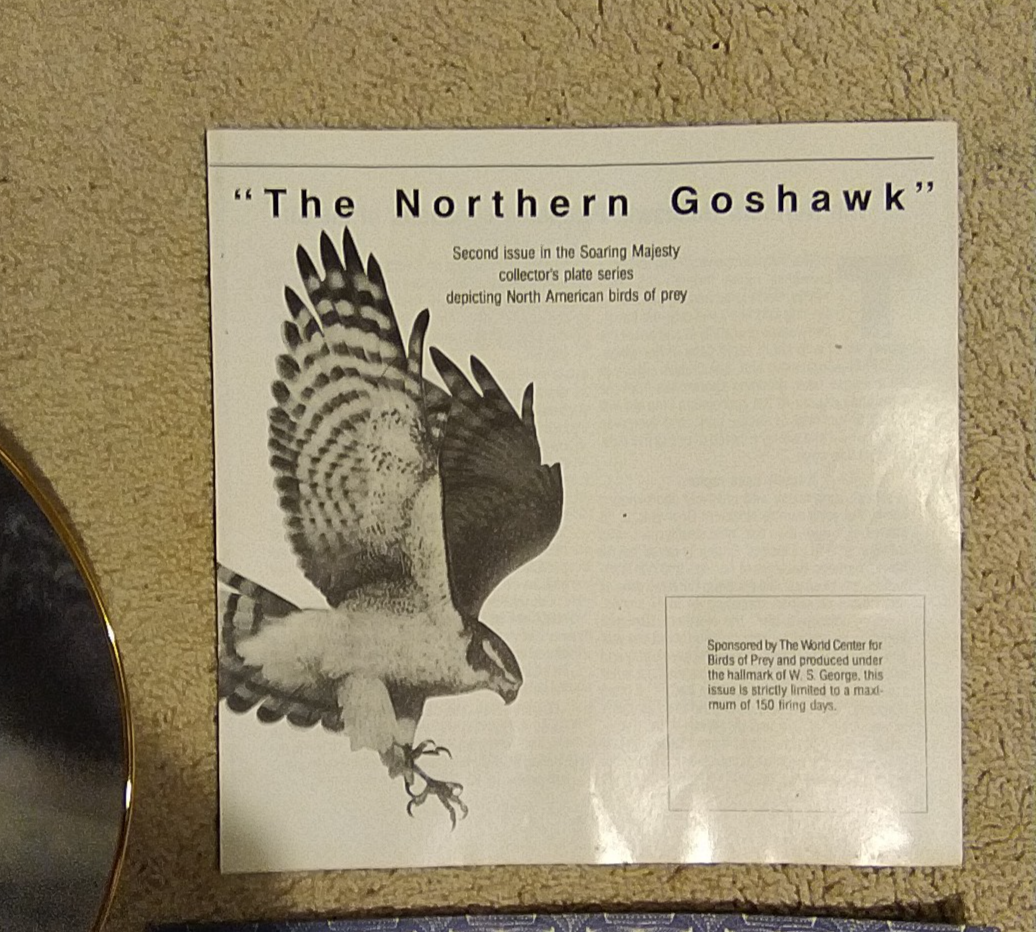 “The Northern Goshawk”
Second issue in the Soaring Majesty
collector's plate series
depicting North American birds of prey
Sponsored by The World Center for
Birds of Prey and produced under
the hallmark of W. S. George, this
issue is strictly limited to a maxi-
mum of 150 firing days.